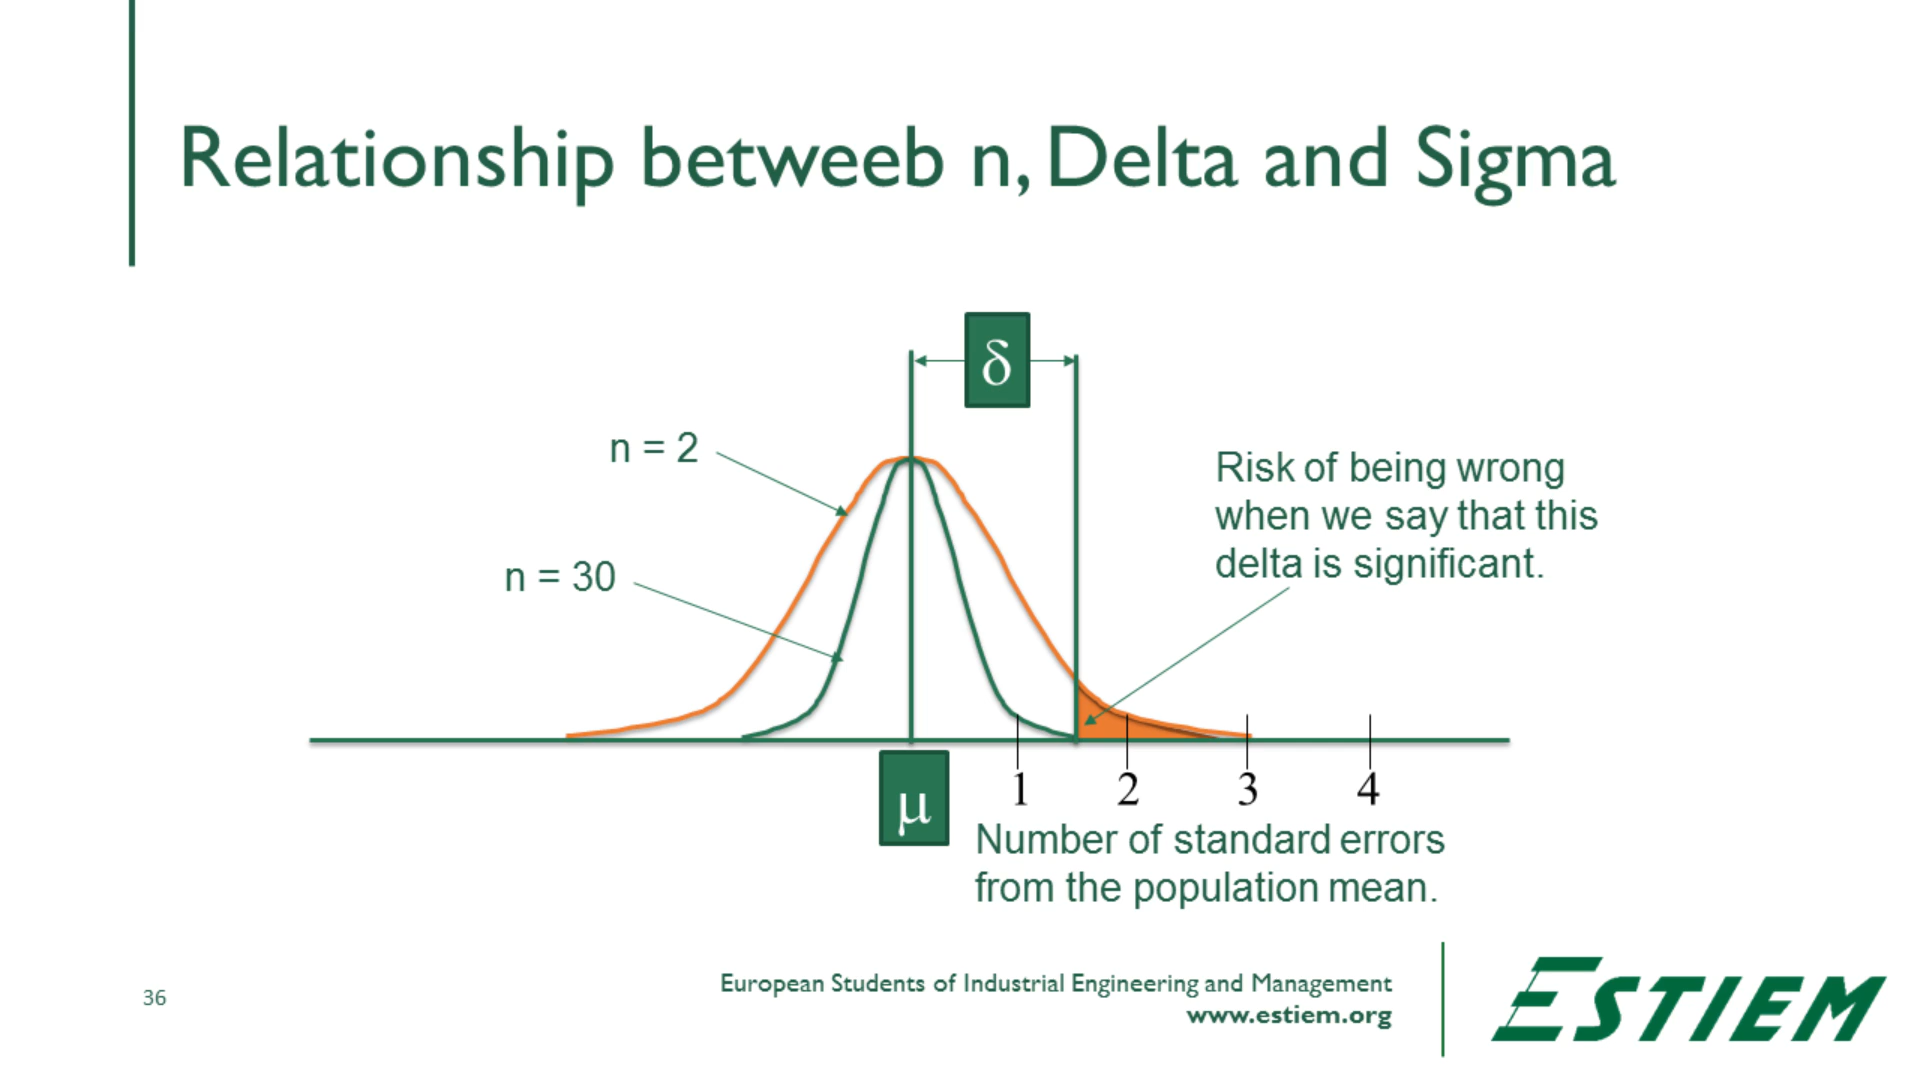 Relationship betweeb n, Delta and Sigma
δ
n = 2
n = 30
Risk of being wrong
when we say that this
delta is significant.
μ
1 2 3 4
Number of standard errors
from the population mean.
36
European Students of Industrial Engineering and Management
www.estiem.org
ESTIEM